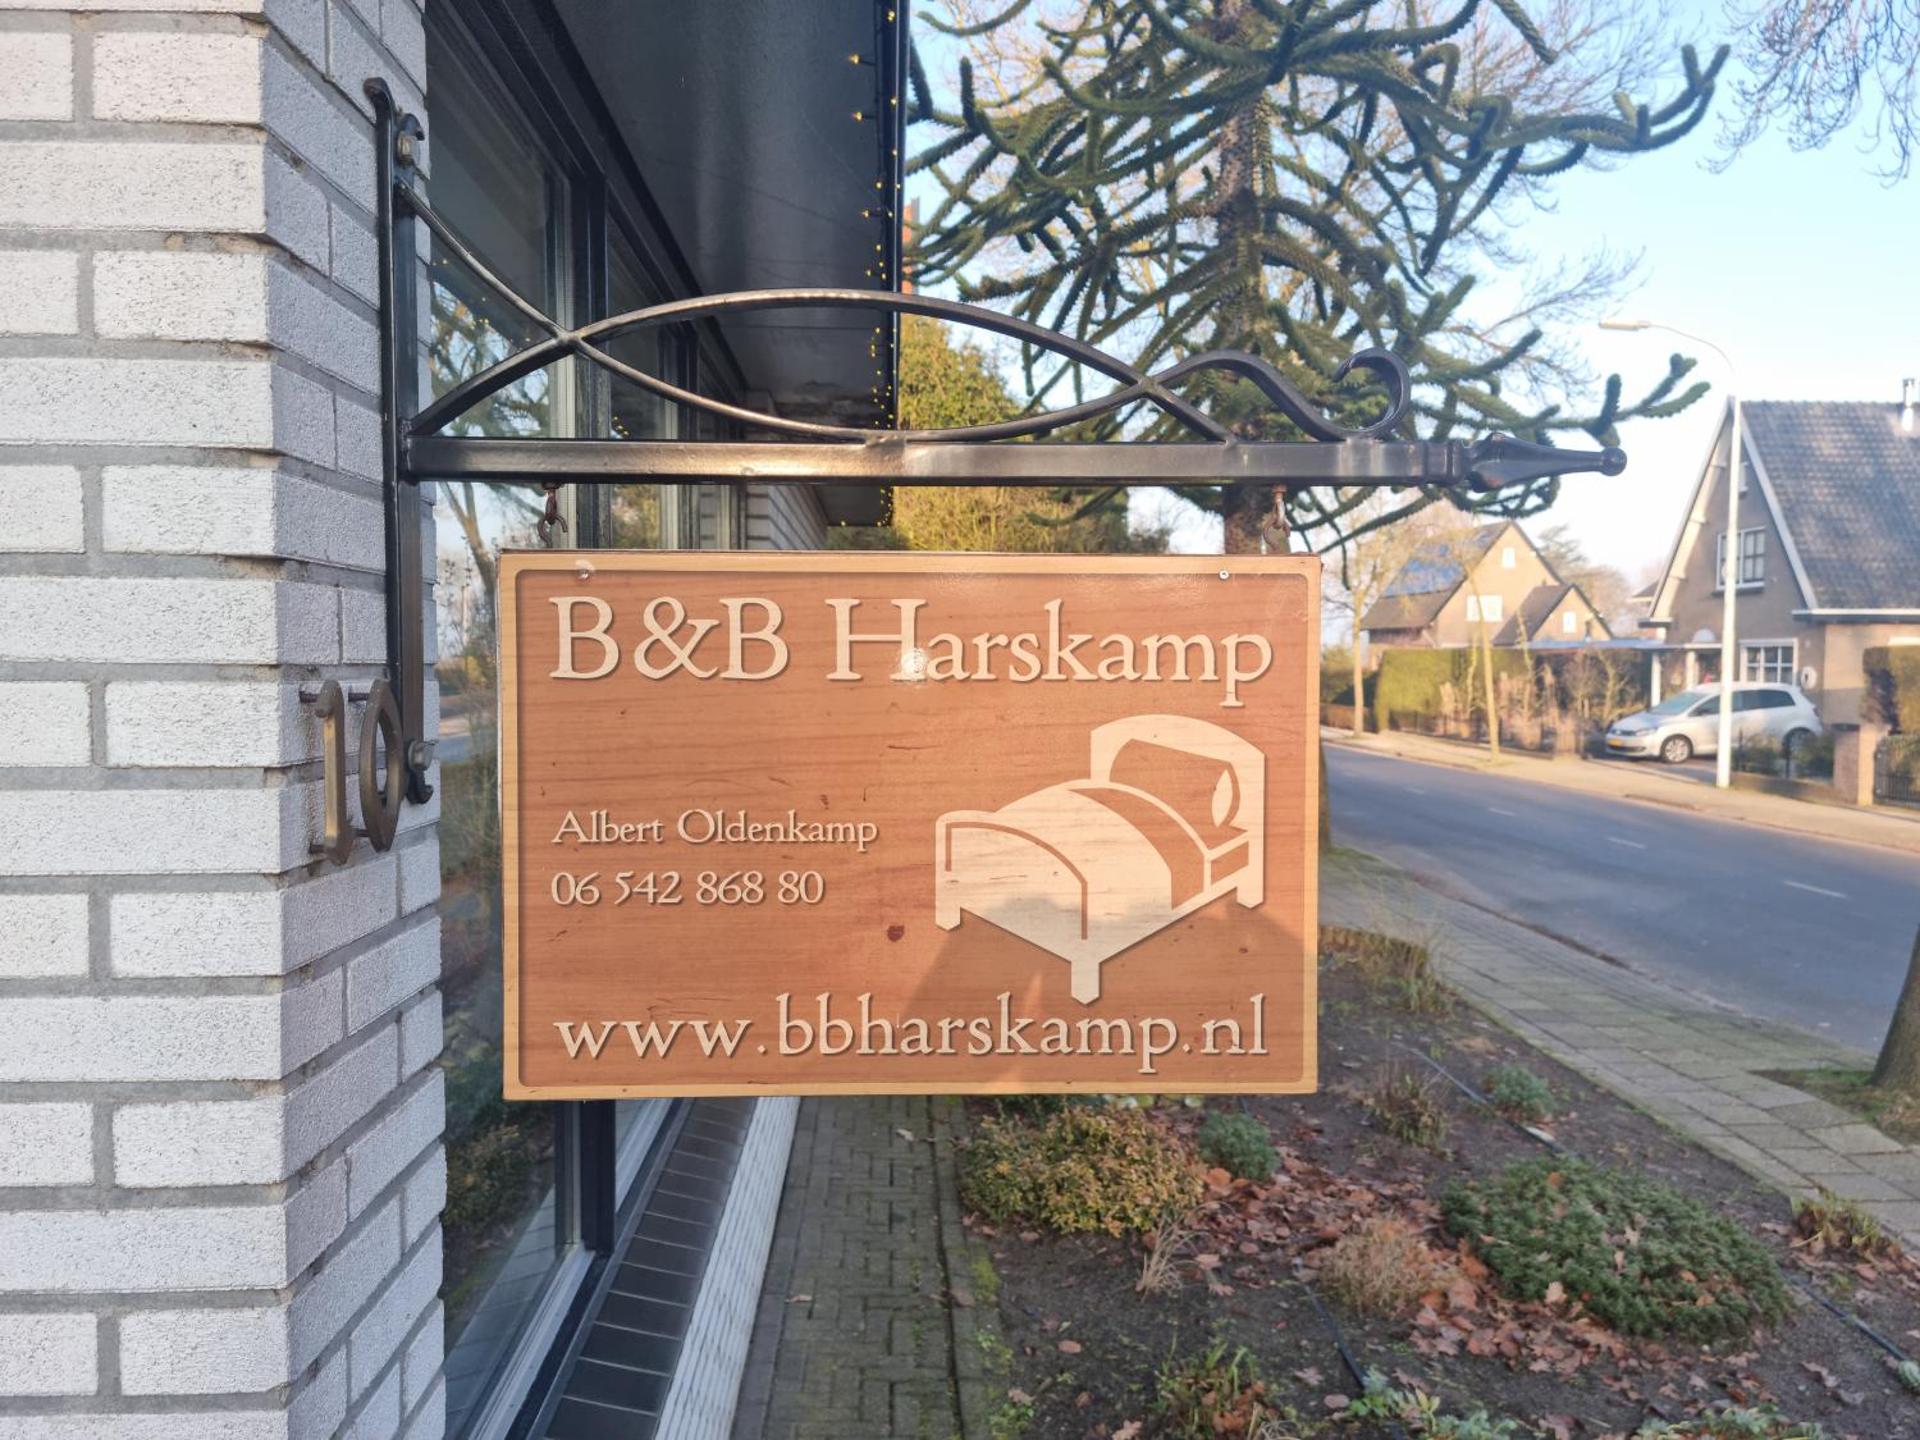 10
B&B Harskamp
Albert Oldenkamp
06 542 868 80
www.bbharskamp.nl